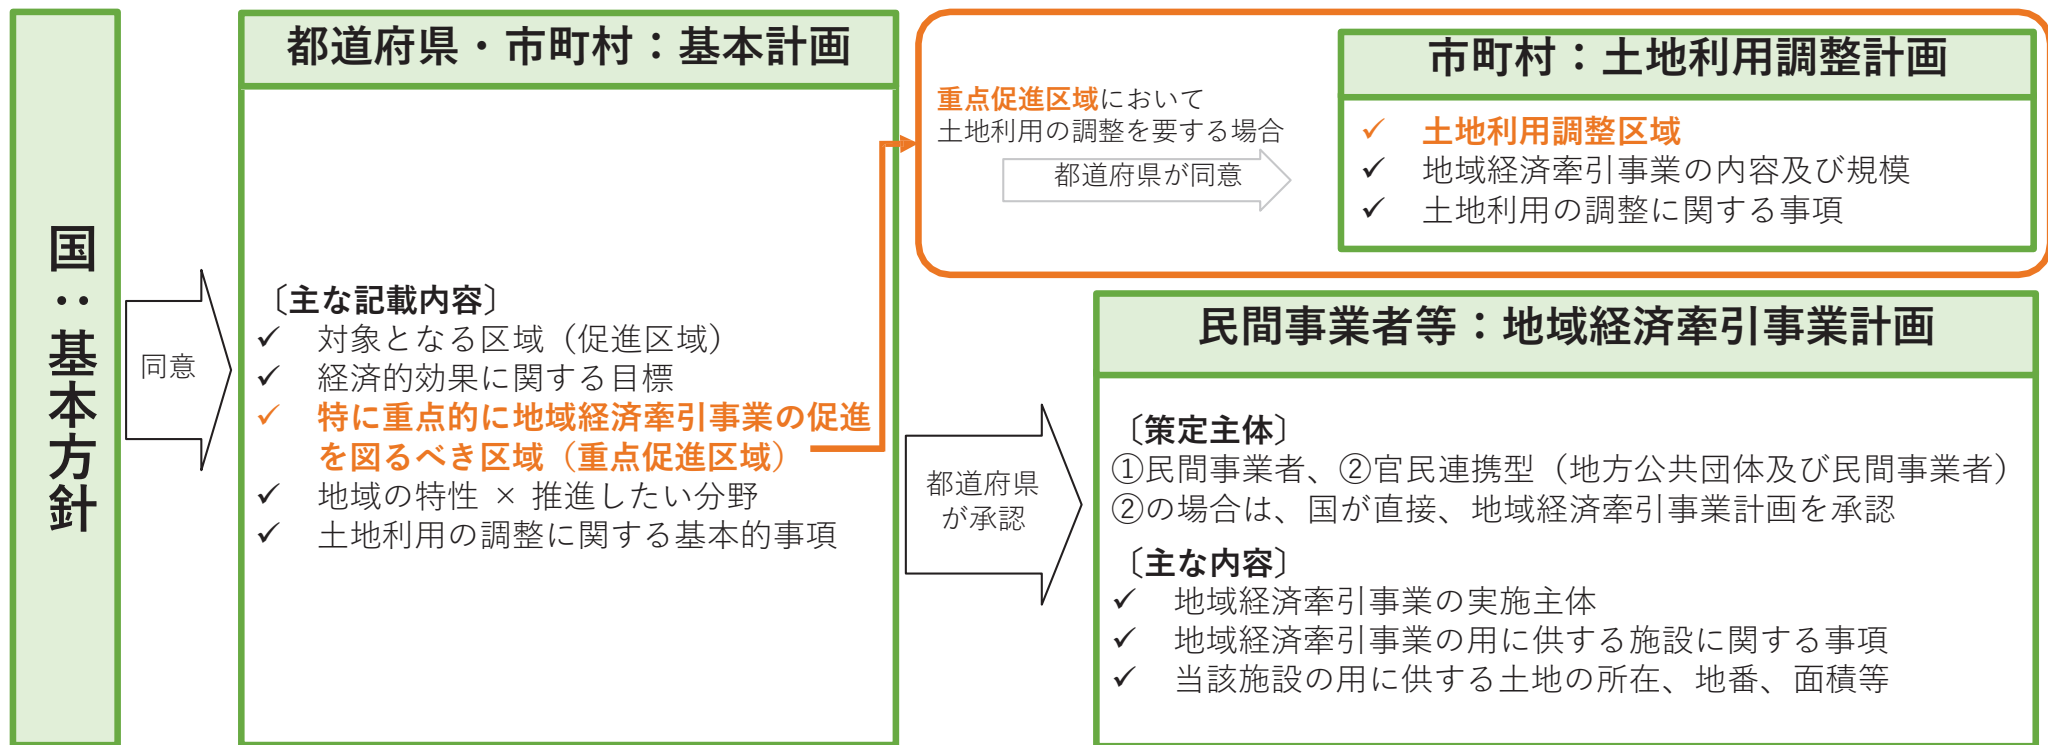 国：基本方針
同意
都道府県・市町村：基本計画
〔主な記載内容〕
✓ 対象となる区域（促進区域）
✓ 経済的効果に関する目標
✓ 特に重点的に地域経済牽引事業の促進
を図るべき区域（重点促進区域）
✓ 地域の特性 × 推進したい分野
✓ 土地利用の調整に関する基本的事項
重点促進区域において
土地利用の調整を要する場合
都道府県が同意
市町村：土地利用調整計画
✓ 土地利用調整区域
✓ 地域経済牽引事業の内容及び規模
✓ 土地利用の調整に関する事項
都道府県
が承認
民間事業者等：地域経済牽引事業計画
〔策定主体〕
①民間事業者、②官民連携型（地方公共団体及び民間事業者）
②の場合は、国が直接、地域経済牽引事業計画を承認
〔主な内容〕
✓ 地域経済牽引事業の実施主体
✓ 地域経済牽引事業の用に供する施設に関する事項
✓ 当該施設の用に供する土地の所在、地番、面積等